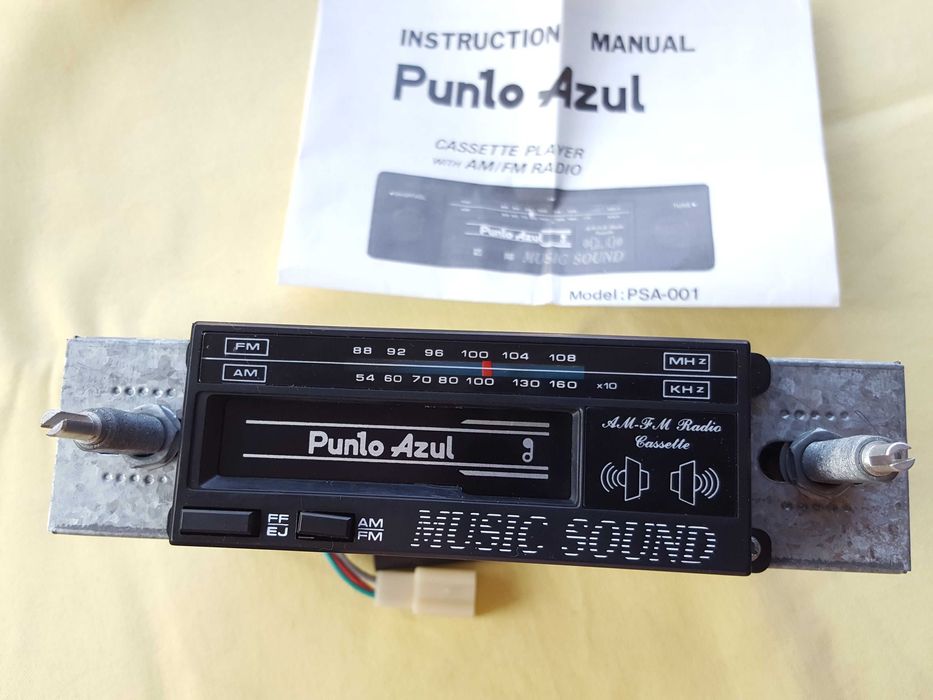 INSTRUCTION MANUAL
Punto Azul
CASSETTE PLAYER
WITH AM/FM RADIO
Punto Azul
MUSIC SOUND
Model: PSA-001
FM 88 92 96 100 104 108 MHz
AM 54 60 70 80 100 130 160 x10 KHz
Punto Azul
AM-FM Radio
Cassette
FF
EJ
AM
FM
MUSIC SOUND